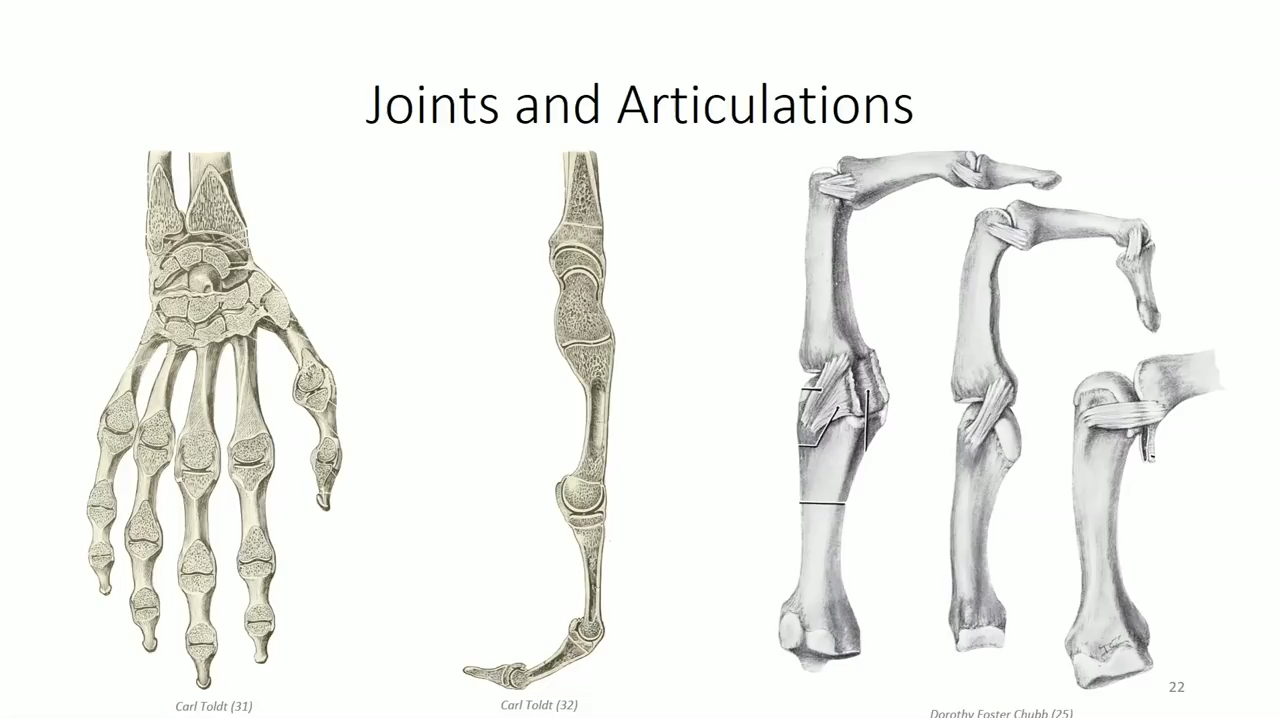 Joints and Articulations
Carl Toldt (31)
Carl Toldt (32)
Dorothy Foster Chubb (25)
22